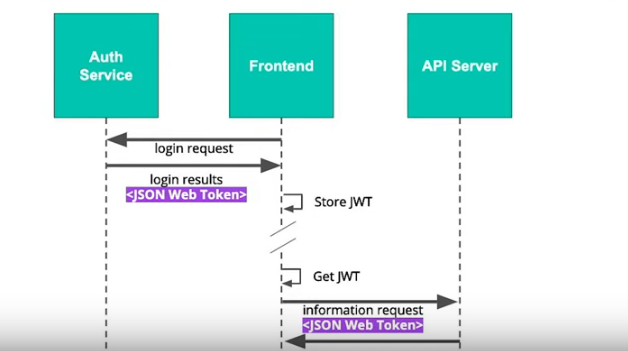 Auth
Service
Frontend
API Server
login request
login results
<JSON Web Token>
Store JWT
Get JWT
information request
<JSON Web Token>